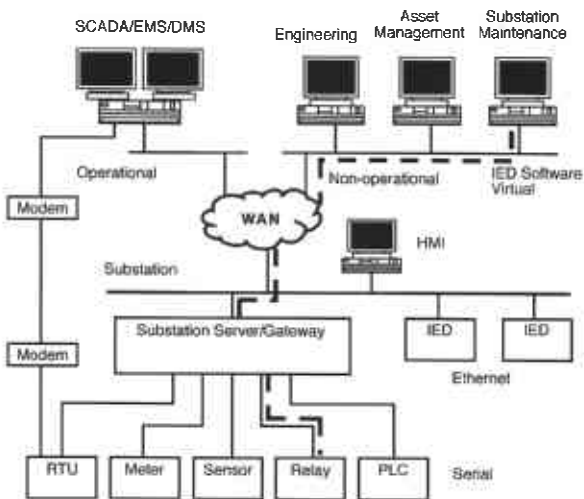 SCADA/EMS/DMS
Engineering
Asset
Management
Substation
Maintenance
Operational
Non-operational
IED Software
Virtual
Modem
WAN
HMI
Substation
Substation Server/Gateway
IED
IED
Modem
Ethernet
RTU
Meter
Sensor
Relay
PLC
Serial